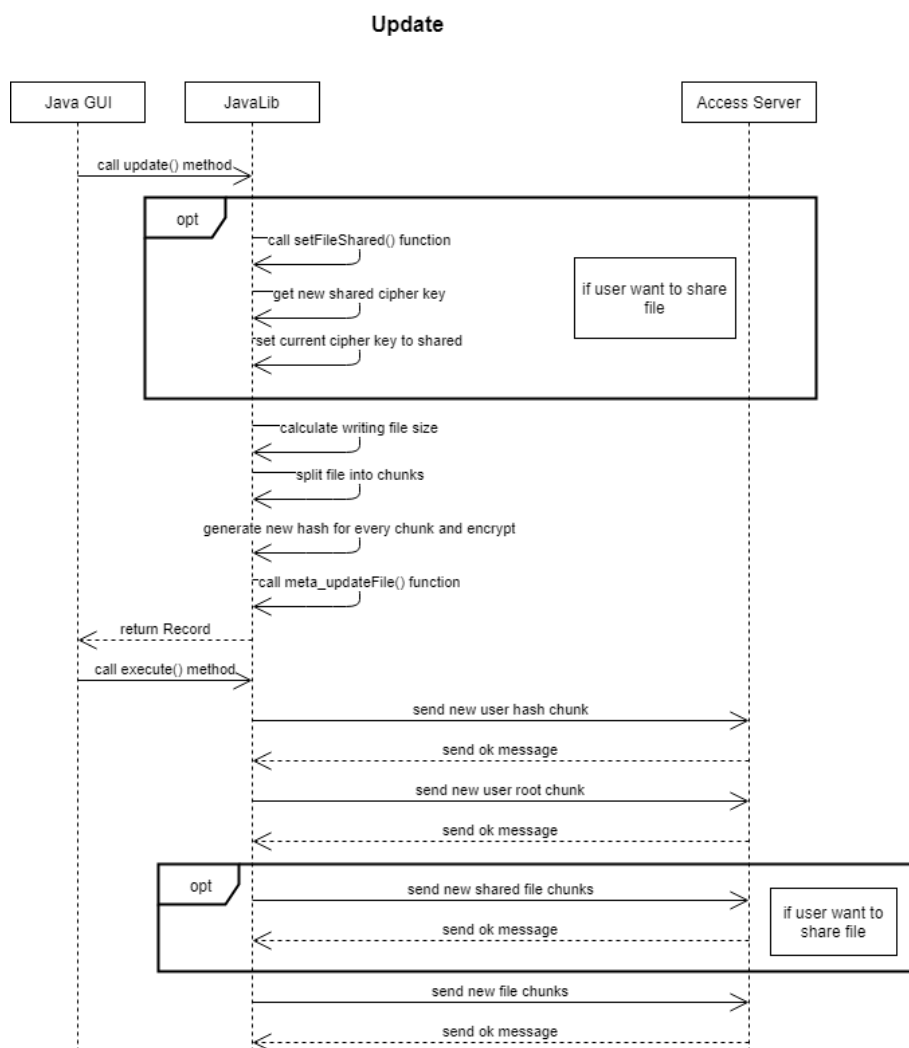 Update
Java GUI
JavaLib
Access Server
call update() method
opt
call setFileShared() function
if user want to share
file
get new shared cipher key
set current cipher key to shared
calculate writing file size
split file into chunks
generate new hash for every chunk and encrypt
call meta_updateFile() function
return Record
call execute() method
send new user hash chunk
send ok message
send new user root chunk
send ok message
opt
send new shared file chunks
if user want to
share file
send ok message
send new file chunks
send ok message